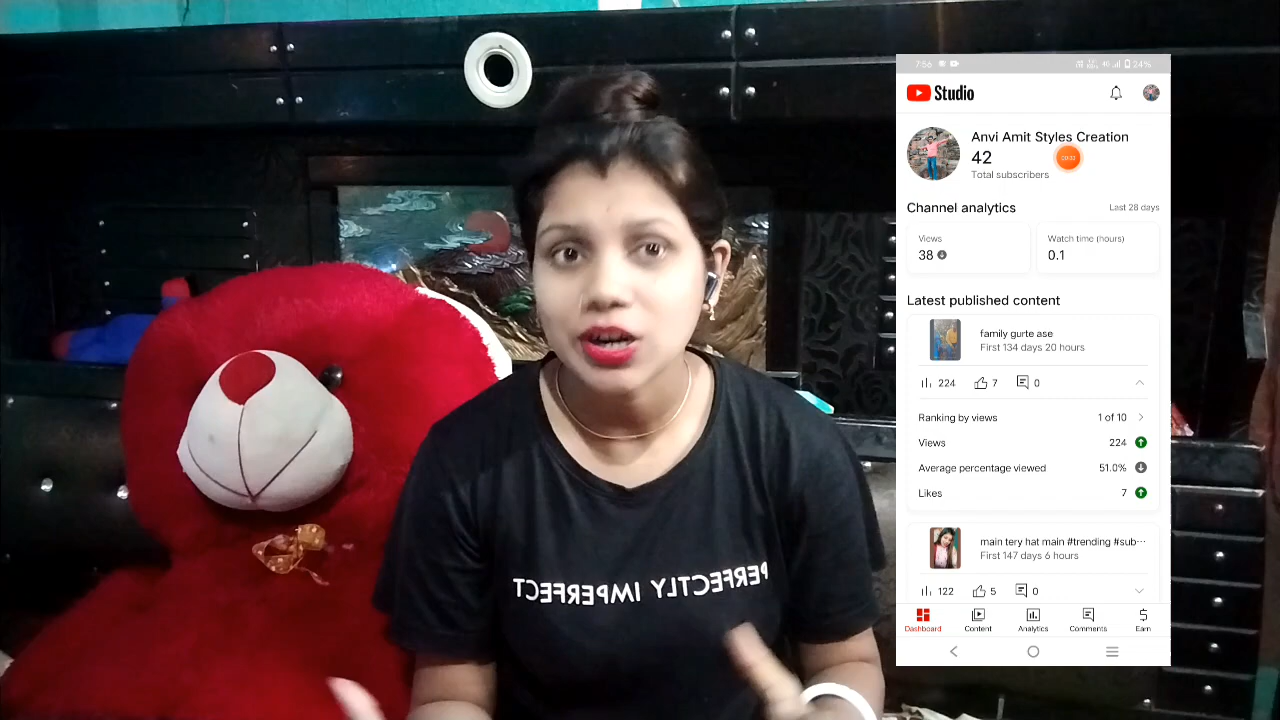 PERFECTLY IMPERFECT
7:56 24%
Studio
Anvi Amit Styles Creation
42
Total subscribers
Channel analytics
Last 28 days
Views
38
Watch time (hours)
0.1
Latest published content
family gurte ase
First 134 days 20 hours
224 7 0
Ranking by views 1 of 10
Views 224
Average percentage viewed 51.0%
Likes 7
main tery hat main #trending #sub…
First 147 days 6 hours
122 5 0
Dashboard Content Analytics Comments Earn